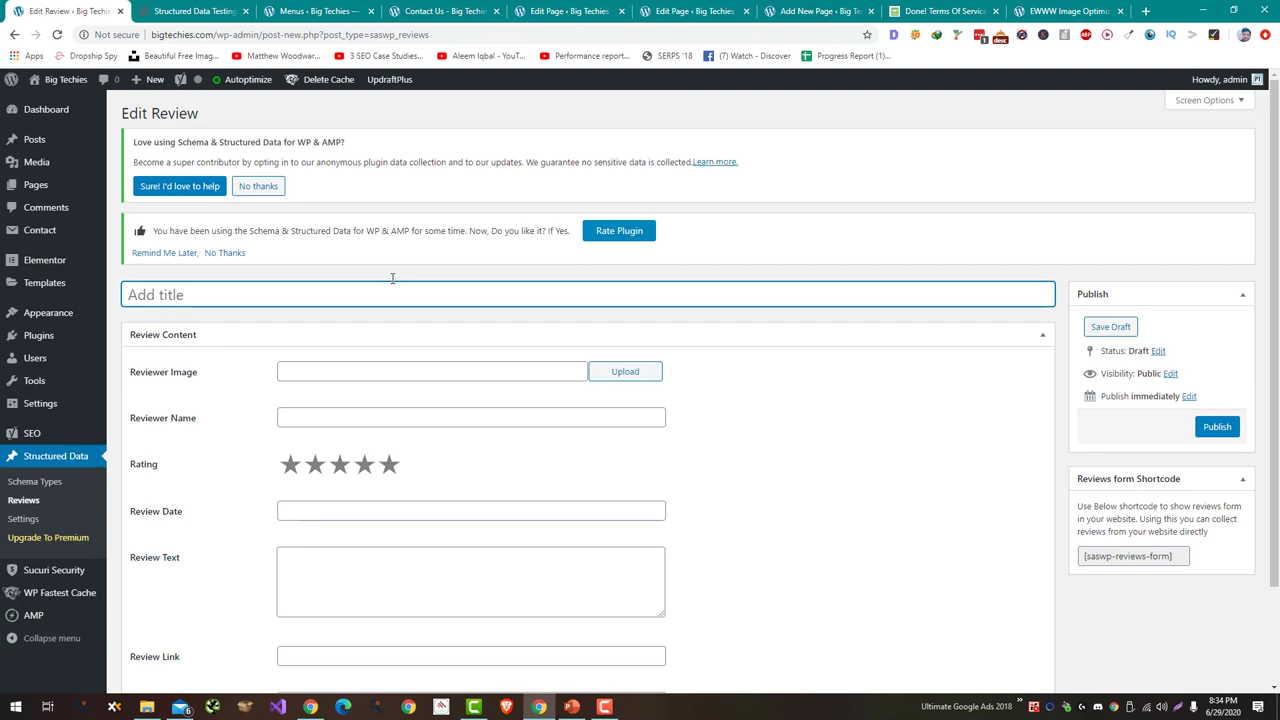 Edit Review ‹ Big Techies
Structured Data Testing
Menus ‹ Big Techies —
Contact Us – Big Techies
Edit Page ‹ Big Techies
Edit Page ‹ Big Techies
Add New Page ‹ Big Te
Done! Terms Of Service
EWWW Image Optimiz
Not secure | bigtechies.com/wp-admin/post-new.php?post_type=saswp_reviews
Apps
Dropship Spy
Beautiful Free Imag...
Matthew Woodwar...
3 SEO Case Studies...
Aleem Iqbal - YouT...
Performance report...
SERPS '18
(7) Watch - Discover
Progress Report (1)...
Big Techies
0
New
Autoptimize
Delete Cache
UpdraftPlus
Howdy, admin
Dashboard
Posts
Media
Pages
Comments
Contact
Elementor
Templates
Appearance
Plugins
Users
Tools
Settings
SEO
Structured Data
Schema Types
Reviews
Settings
Upgrade To Premium
Sucuri Security
WP Fastest Cache
AMP
Collapse menu
Edit Review
Screen Options
Love using Schema & Structured Data for WP & AMP?
Become a super contributor by opting in to our anonymous plugin data collection and to our updates. We guarantee no sensitive data is collected.Learn more.
Sure! I'd love to help
No thanks
You have been using the Schema & Structured Data for WP & AMP for some time. Now, Do you like it? If Yes.
Rate Plugin
Remind Me Later,
No Thanks
Add title
Review Content
Reviewer Image
Upload
Reviewer Name
Rating
Review Date
Review Text
Review Link
Publish
Save Draft
Status: Draft Edit
Visibility: Public Edit
Publish immediately Edit
Publish
Reviews form Shortcode
Use Below shortcode to show reviews form
in your website. Using this you can collect
reviews from your website directly
[saswp-reviews-form]
Ultimate Google Ads 2018
8:34 PM
6/29/2020